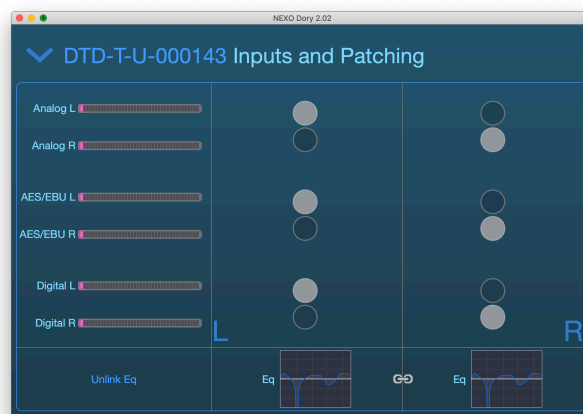 NEXO Dory 2.02
DTD-T-U-000143 Inputs and Patching
Analog L
Analog R
AES/EBU L
AES/EBU R
Digital L
Digital R
L
R
Unlink Eq
Eq
Eq